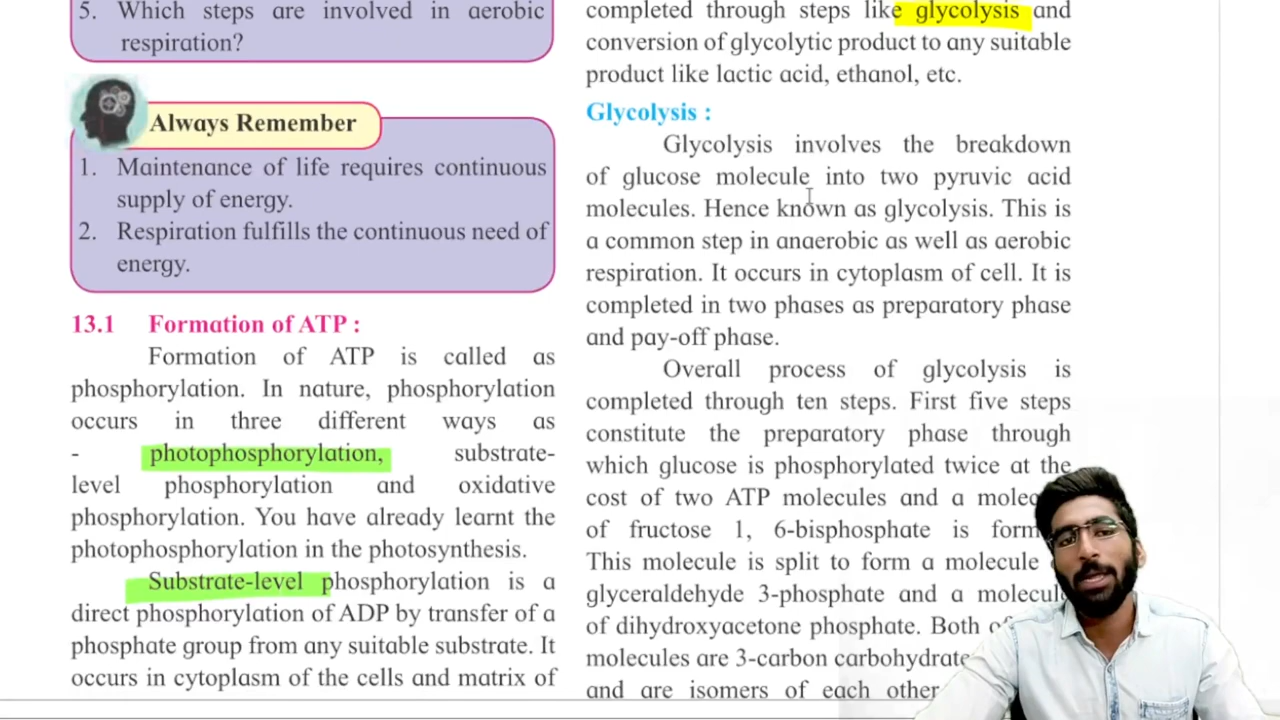 5. Which steps are involved in aerobic
respiration?
Always Remember
1. Maintenance of life requires continuous
supply of energy.
2. Respiration fulfills the continuous need of
energy.
13.1 Formation of ATP :
Formation of ATP is called as
phosphorylation. In nature, phosphorylation
occurs in three different ways as
- photophosphorylation, substrate-
level phosphorylation and oxidative
phosphorylation. You have already learnt the
photophosphorylation in the photosynthesis.
Substrate-level phosphorylation is a
direct phosphorylation of ADP by transfer of a
phosphate group from any suitable substrate. It
occurs in cytoplasm of the cells and matrix of
completed through steps like glycolysis and
conversion of glycolytic product to any suitable
product like lactic acid, ethanol, etc.
Glycolysis :
Glycolysis involves the breakdown
of glucose molecule into two pyruvic acid
molecules. Hence known as glycolysis. This is
a common step in anaerobic as well as aerobic
respiration. It occurs in cytoplasm of cell. It is
completed in two phases as preparatory phase
and pay-off phase.
Overall process of glycolysis is
completed through ten steps. First five steps
constitute the preparatory phase through
which glucose is phosphorylated twice at the
cost of two ATP molecules and a
of fructose 1, 6-bisphosphate is
This molecule is split to form a molecule
glyceraldehyde 3-phosphate and a
of dihydroxyacetone phosphate. Both
molecules are 3-carbon
and are isomers of each other